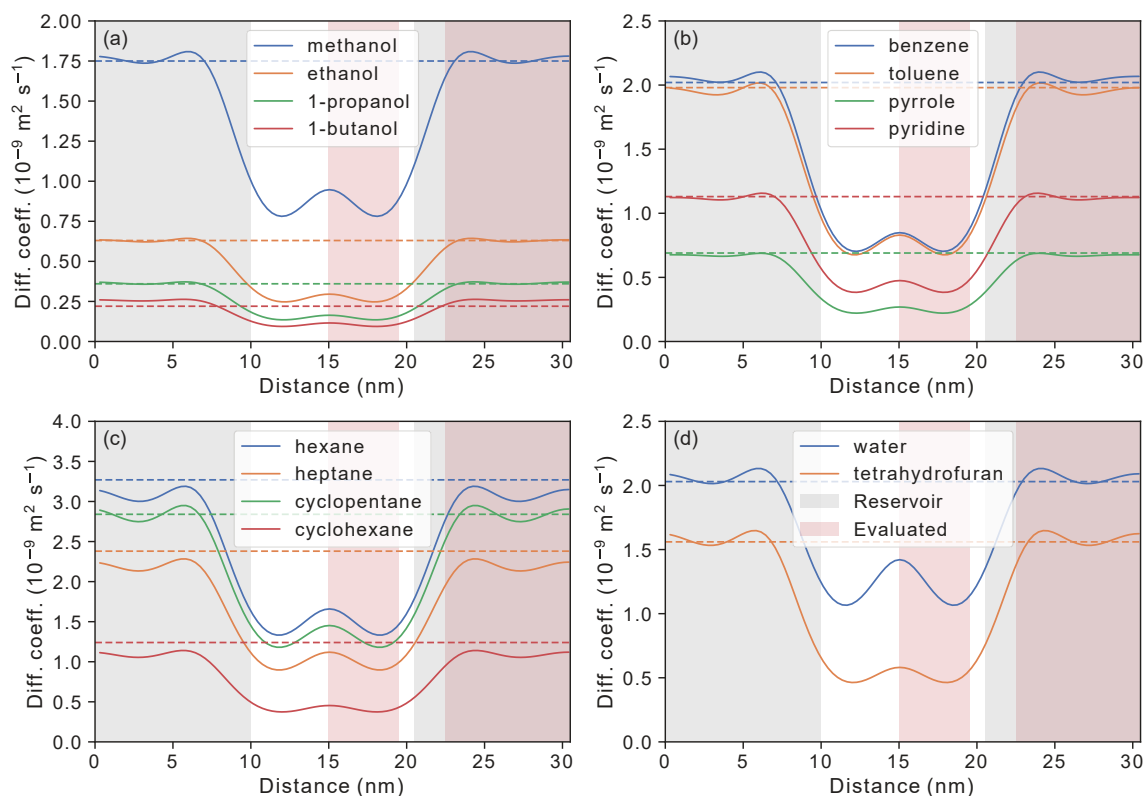 (a)
methanol
ethanol
1-propanol
1-butanol
2.00
1.75
1.50
1.25
1.00
0.75
0.50
0.25
0.00
Diff. coeff. (10⁻⁹ m² s⁻¹)
0 5 10 15 20 25 30
Distance (nm)
(b)
benzene
toluene
pyrrole
pyridine
2.5
2.0
1.5
1.0
0.5
0.0
Diff. coeff. (10⁻⁹ m² s⁻¹)
0 5 10 15 20 25 30
Distance (nm)
(c)
hexane
heptane
cyclopentane
cyclohexane
4.0
3.5
3.0
2.5
2.0
1.5
1.0
0.5
0.0
Diff. coeff. (10⁻⁹ m² s⁻¹)
0 5 10 15 20 25 30
Distance (nm)
(d)
water
tetrahydrofuran
Reservoir
Evaluated
2.5
2.0
1.5
1.0
0.5
0.0
Diff. coeff. (10⁻⁹ m² s⁻¹)
0 5 10 15 20 25 30
Distance (nm)